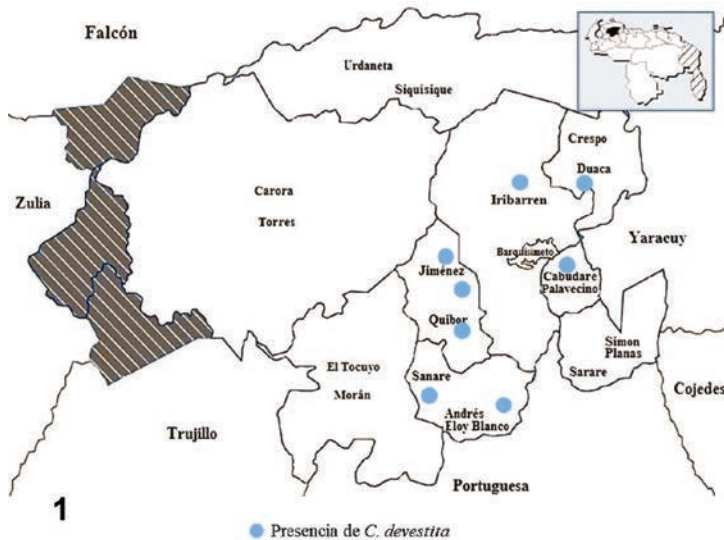 Falcón
Urdaneta
Siquisique
Crespo
Duaca
Zulia
Carora
Torres
Iribarren
Yaracuy
Barquisimeto
Jiménez
Cabudare
Palavecino
Quibor
Simon
Planas
El Tocuyo
Sanare
Sarare
Cojedes
Morán
Andrés
Eloy Blanco
Trujillo
Portuguesa
1
Presencia de C. devestita